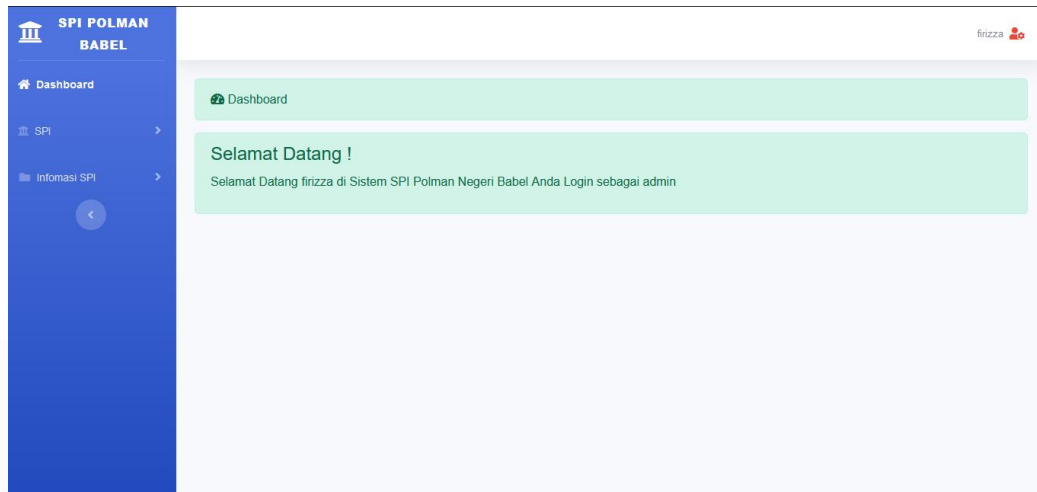 SPI POLMAN
BABEL
firizza
Dashboard
SPI
Infomasi SPI
Dashboard
Selamat Datang !
Selamat Datang firizza di Sistem SPI Polman Negeri Babel Anda Login sebagai admin